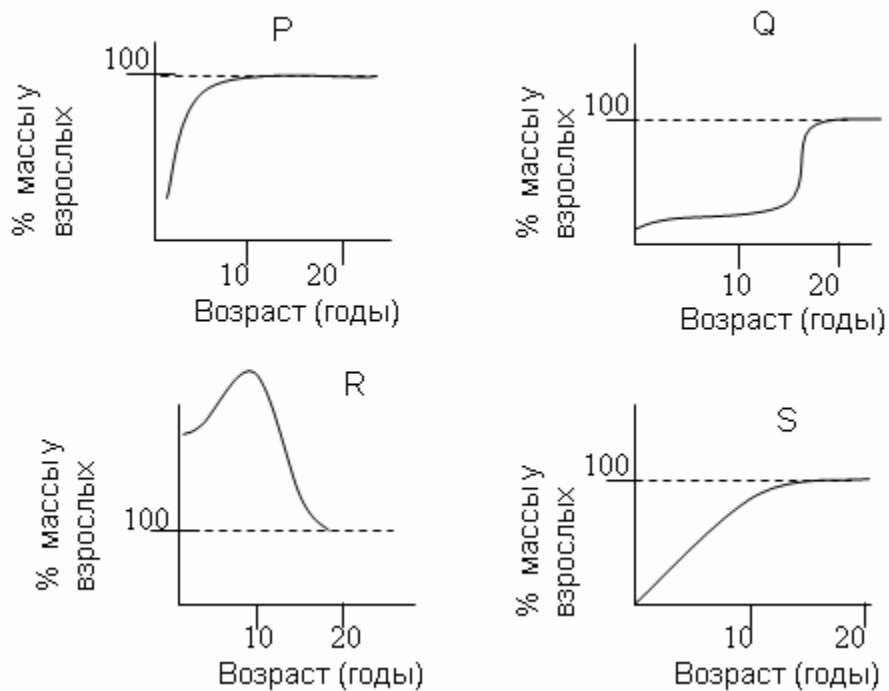 P
100
% массы у
взрослых
10
20
Возраст (годы)
Q
100
% массы у
взрослых
10
20
Возраст (годы)
R
100
% массы у
взрослых
10
20
Возраст (годы)
S
100
% массы у
взрослых
10
20
Возраст (годы)